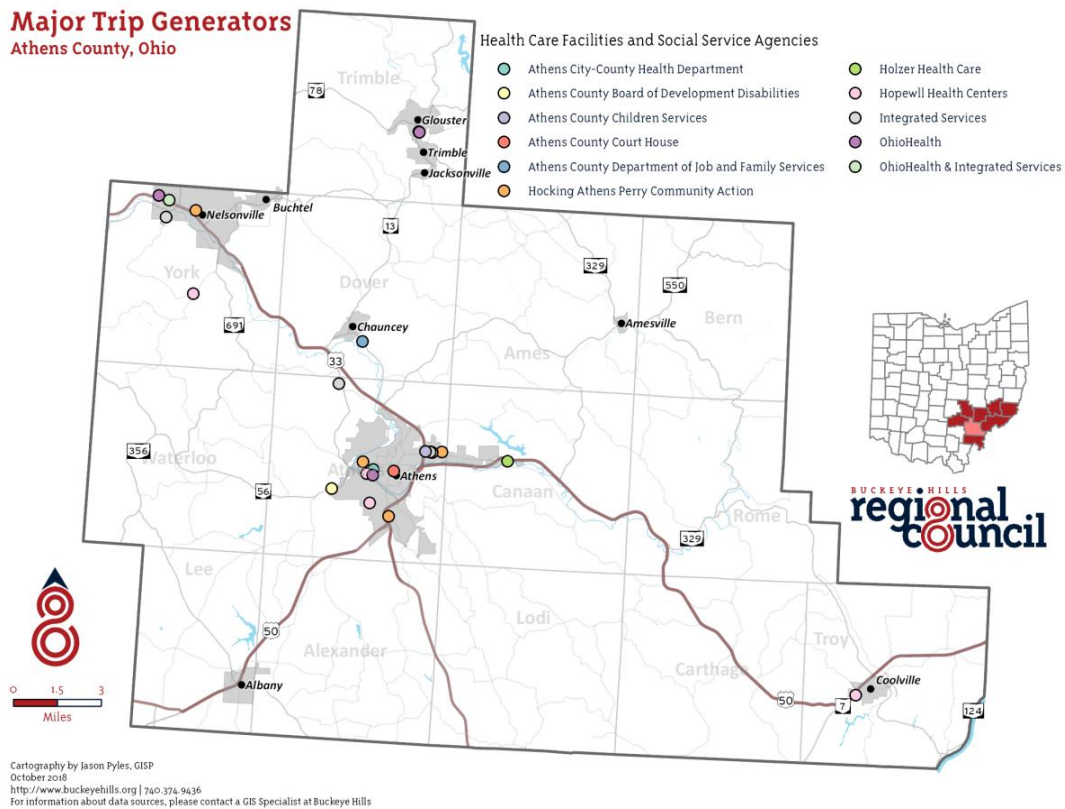 Major Trip Generators
Athens County, Ohio
Health Care Facilities and Social Service Agencies
Athens City-County Health Department
Athens County Board of Development Disabilities
Athens County Children Services
Athens County Court House
Athens County Department of Job and Family Services
Hocking Athens Perry Community Action
Holzer Health Care
Hopewll Health Centers
Integrated Services
OhioHealth
OhioHealth & Integrated Services
Trimble
78
Glouster
Trimble
Jacksonville
Buchtel
Nelsonville
13
York
Dover
329
550
691
Chauncey
Amesville
Bern
33
Ames
356
Waterloo
56
Athens
Canaan
Rome
329
Lee
Lodi
50
Alexander
Troy
Carthage
Albany
Coolville
50
7
124
BUCKEYE HILLS
regional
council
0 1.5 3
Miles
Cartography by Jason Pyles, GISP
October 2018
http://www.buckeyehills.org | 740.374.9436
For information about data sources, please contact a GIS Specialist at Buckeye Hills